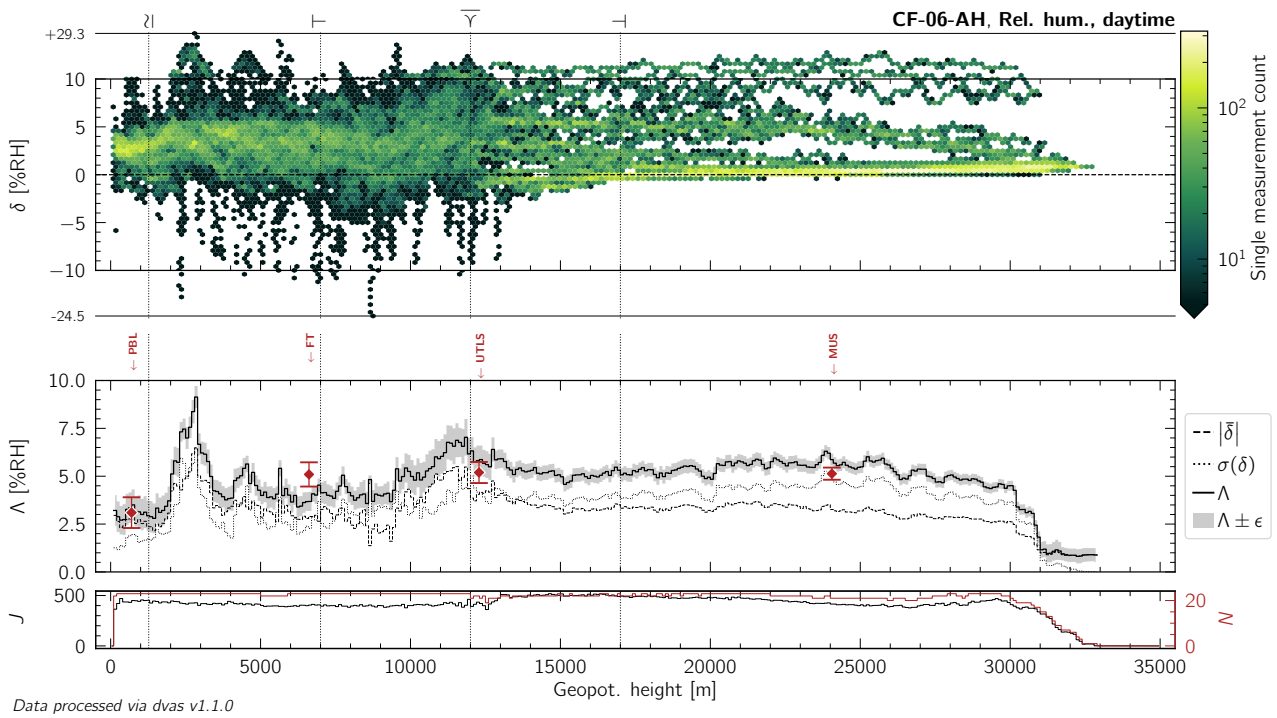 CF-06-AH, Rel. hum., daytime
+29.3
10
5
0
−5
−10
-24.5
δ [%RH]
10²
10¹
Single measurement count
PBL
FT
UTLS
MUS
10.0
7.5
5.0
2.5
0.0
Λ [%RH]
|δ̄|
σ(δ)
Λ
Λ ± ϵ
500
0
J
20
0
N
0 5000 10000 15000 20000 25000 30000 35000
Geopot. height [m]
Data processed via dvas v1.1.0